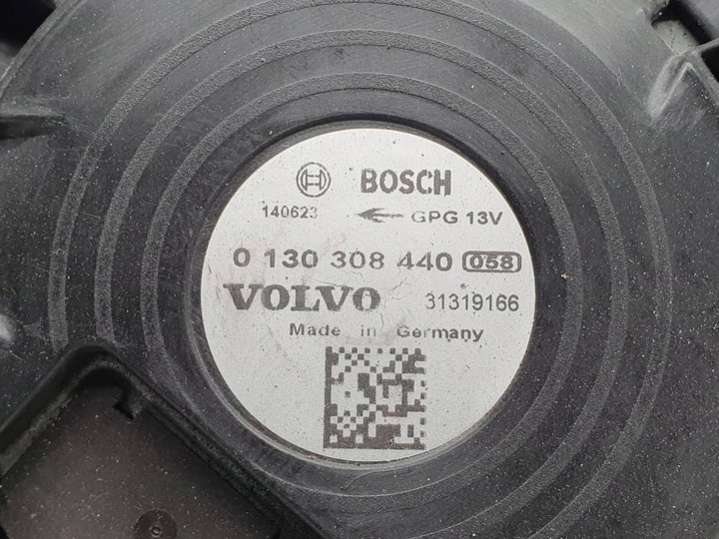 BOSCH
140623 GPG 13V
0 130 308 440 058
VOLVO 31319166
Made in Germany